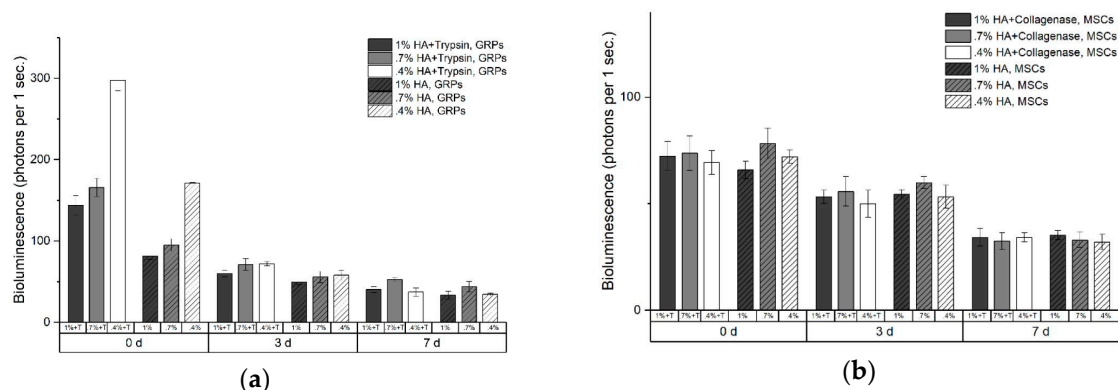 1% HA+Trypsin, GRPs
.7% HA+Trypsin, GRPs
.4% HA+Trypsin, GRPs
1% HA, GRPs
.7% HA, GRPs
.4% HA, GRPs
Bioluminescence (photons per 1 sec.)
300
200
100
0
1%+T .7%+T .4%+T 1% .7% .4% 1%+T .7%+T .4%+T 1% .7% .4% 1%+T .7%+T .4%+T 1% .7% .4%
0 d 3 d 7 d
(a)
1% HA+Collagenase, MSCs
.7% HA+Collagenase, MSCs
.4% HA+Collagenase, MSCs
1% HA, MSCs
.7% HA, MSCs
.4% HA, MSCs
Bioluminescence (photons per 1 sec.)
100
0
1%+T 7%+T .4%+T 1% 7% .4% 1%+T 7%+T .4%+T 1% 7% .4% 1%+T 7%+T .4%+T 1% 7% 4%
0 d 3 d 7 d
(b)